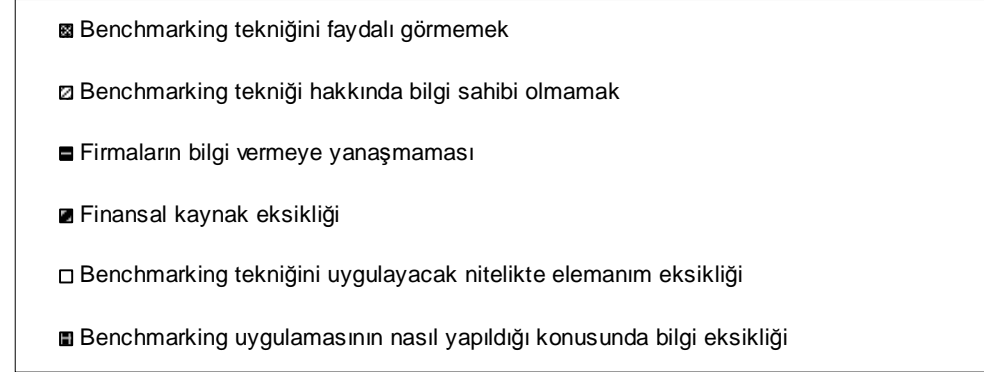 Benchmarking tekniğini faydalı görmemek
Benchmarking tekniği hakkında bilgi sahibi olmamak
Firmaların bilgi vermeye yanaşmaması
Finansal kaynak eksikliği
Benchmarking tekniğini uygulayacak nitelikte elemanım eksikliği
Benchmarking uygulamasının nasıl yapıldığı konusunda bilgi eksikliği